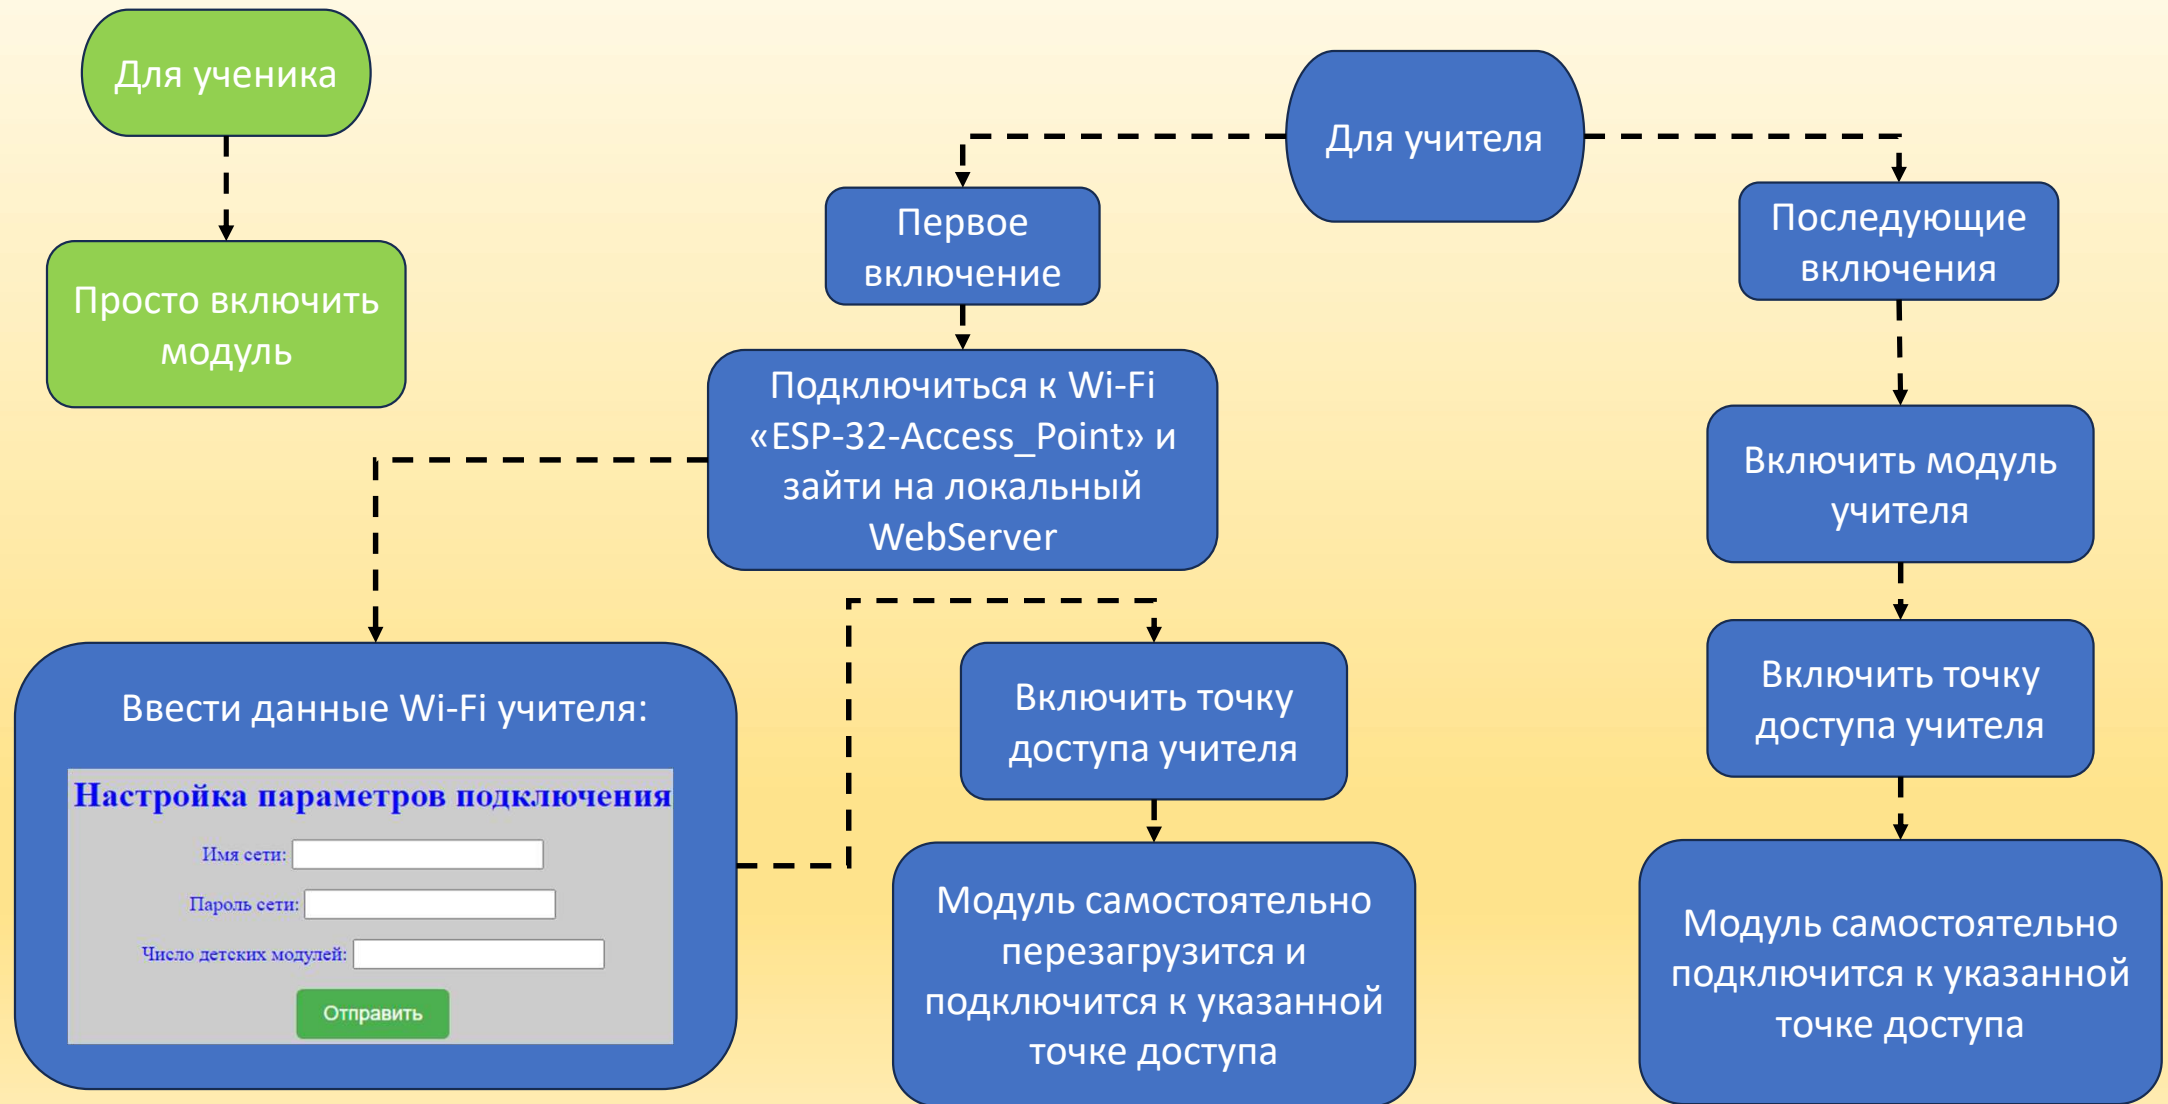 Для ученика
Просто включить
модуль
Для учителя
Первое
включение
Подключиться к Wi-Fi
«ESP-32-Access_Point» и
зайти на локальный
WebServer
Ввести данные Wi-Fi учителя:
Настройка параметров подключения
Имя сети:
Пароль сети:
Число детских модулей:
Отправить
Включить точку
доступа учителя
Модуль самостоятельно
перезагрузится и
подключится к указанной
точке доступа
Последующие
включения
Включить модуль
учителя
Включить точку
доступа учителя
Модуль самостоятельно
подключится к указанной
точке доступа